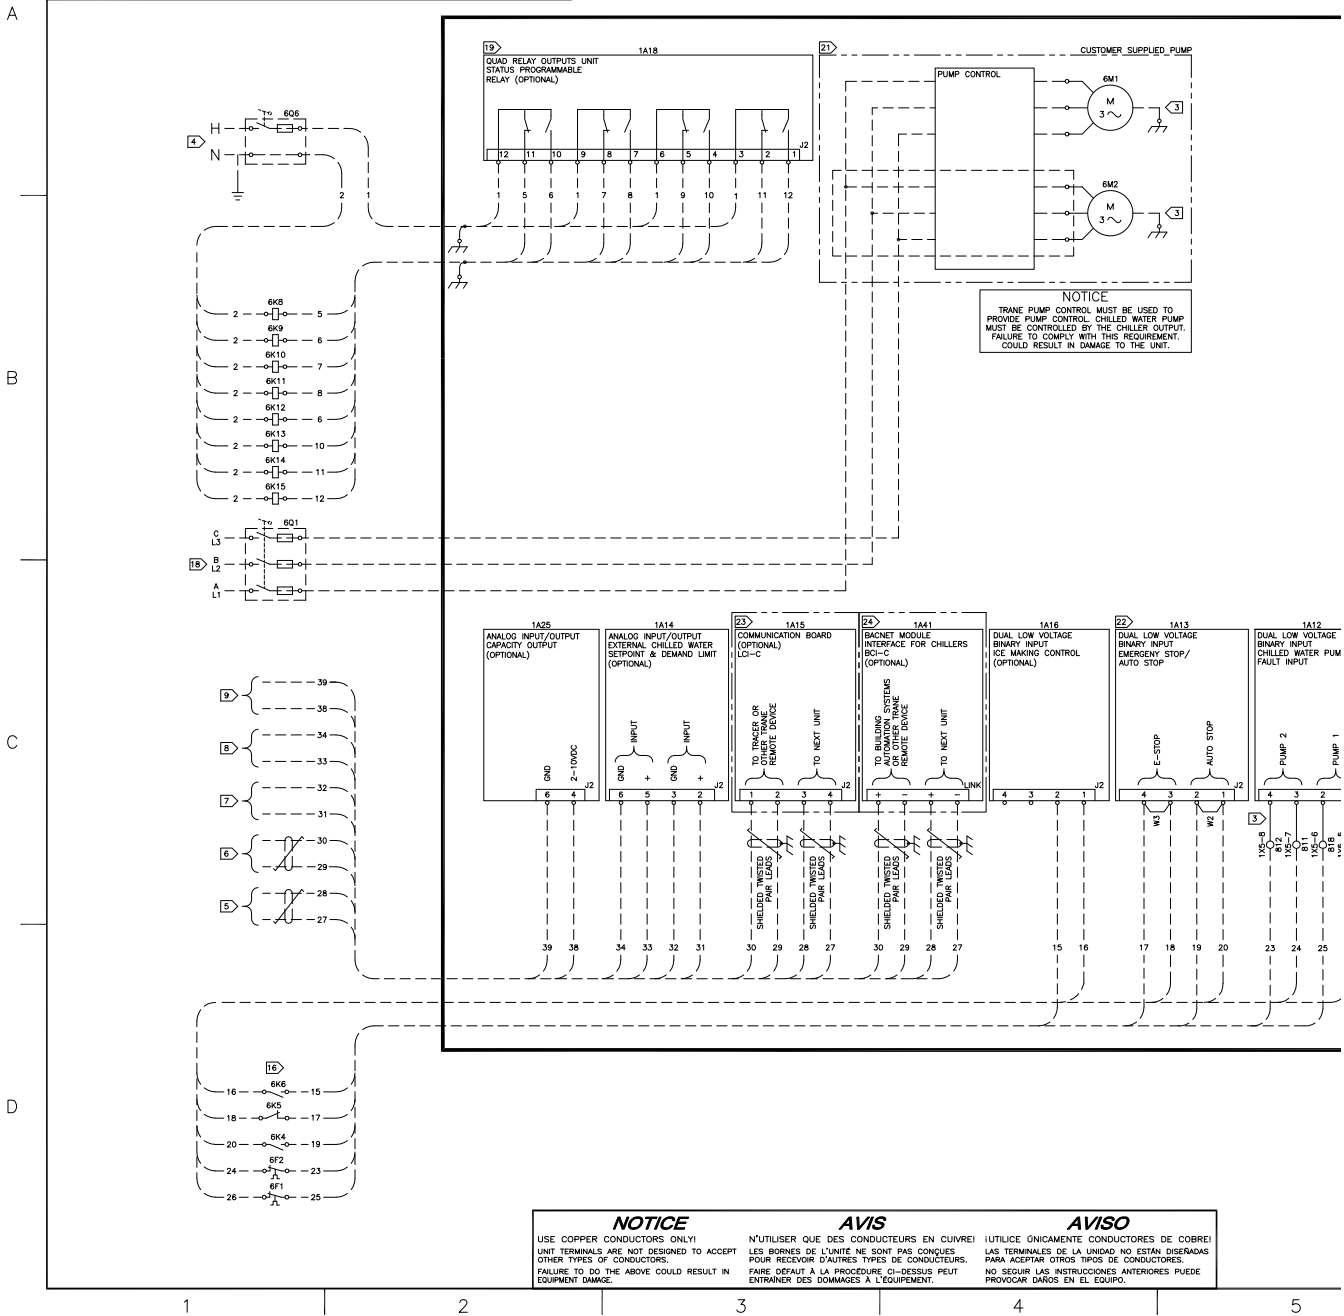 A
19
1A18
QUAD RELAY OUTPUTS UNIT
STATUS PROGRAMMABLE
RELAY (OPTIONAL)
J2
12 11 10 9 8 7 6 5 4 3 2 1
1 5 6 1 7 8 1 9 10 1 11 12
21
CUSTOMER SUPPLIED PUMP
PUMP CONTROL
6M1
M
3
3
6M2
M
3
3
NOTICE
TRANE PUMP CONTROL MUST BE USED TO
PROVIDE PUMP CONTROL. CHILLED WATER PUMP
MUST BE CONTROLLED BY THE CHILLER OUTPUT.
FAILURE TO COMPLY WITH THIS REQUIREMENT.
COULD RESULT IN DAMAGE TO THE UNIT.
6Q6
4
H
N
2 1
B
6K8
2 5
6K9
2 6
6K10
2 7
6K11
2 8
6K12
2 6
6K13
2 10
6K14
2 11
6K15
2 12
6Q1
C
L3
18
B
L2
A
L1
C
1A25
ANALOG INPUT/OUTPUT
CAPACITY OUTPUT
(OPTIONAL)
GND
2-10VDC
J2
6 4
39 38
1A14
ANALOG INPUT/OUTPUT
EXTERNAL CHILLED WATER
SETPOINT & DEMAND LIMIT
(OPTIONAL)
INPUT
INPUT
GND
+
GND
+
J2
6 5 3 2
34 33 32 31
23
1A15
COMMUNICATION BOARD
(OPTIONAL)
LCI-C
TO TRACER OR
OTHER TRANE
REMOTE DEVICE
TO NEXT UNIT
J2
1 2 3 4
SHIELDED TWISTED
PAIR LEADS
SHIELDED TWISTED
PAIR LEADS
30 29 28 27
24
1A41
BACNET MODULE
INTERFACE FOR CHILLERS
BCI-C
(OPTIONAL)
TO BUILDING
AUTOMATION SYSTEMS
OR OTHER TRANE
REMOTE DEVICE
TO NEXT UNIT
LINK
+ - + -
SHIELDED TWISTED
PAIR LEADS
SHIELDED TWISTED
PAIR LEADS
30 29 28 27
1A16
DUAL LOW VOLTAGE
BINARY INPUT
ICE MAKING CONTROL
(OPTIONAL)
J2
4 3 2 1
15 16
22
1A13
DUAL LOW VOLTAGE
BINARY INPUT
EMERGENY STOP/
AUTO STOP
E-STOP
AUTO STOP
J2
4 3 2 1
W3
W2
17 18 19 20
1A12
DUAL LOW VOLTAGE
BINARY INPUT
CHILLED WATER PUM
FAULT INPUT
PUMP 2
PUMP 1
4 3 2
3
1X5-8
812
1X5-7
811
1X5-6
818
23 24 25
9
39
38
8
34
33
7
32
31
6
30
29
5
28
27
D
16
6K6
16 15
6K5
18 17
6K4
20 19
6F2
24 23
6F1
26 25
NOTICE
USE COPPER CONDUCTORS ONLY!
UNIT TERMINALS ARE NOT DESIGNED TO ACCEPT
OTHER TYPES OF CONDUCTORS.
FAILURE TO DO THE ABOVE COULD RESULT IN
EQUIPMENT DAMAGE.
AVIS
N'UTILISER QUE DES CONDUCTEURS EN CUIVRE!
LES BORNES DE L'UNITÉ NE SONT PAS CONÇUES
POUR RECEVOIR D'AUTRES TYPES DE CONDUCTEURS.
FAIRE DÉFAUT À LA PROCÉDURE CI-DESSUS PEUT
ENTRAÎNER DES DOMMAGES À L'ÉQUIPEMENT.
AVISO
¡UTILICE ÚNICAMENTE CONDUCTORES DE COBRE!
LAS TERMINALES DE LA UNIDAD NO ESTÁN DISEÑADAS
PARA ACEPTAR OTROS TIPOS DE CONDUCTORES.
NO SEGUIR LAS INSTRUCCIONES ANTERIORES PUEDE
PROVOCAR DAÑOS EN EL EQUIPO.
1 2 3 4 5